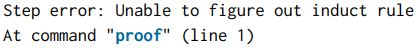 Step error: Unable to figure out induct rule
At command "proof" (line 1)